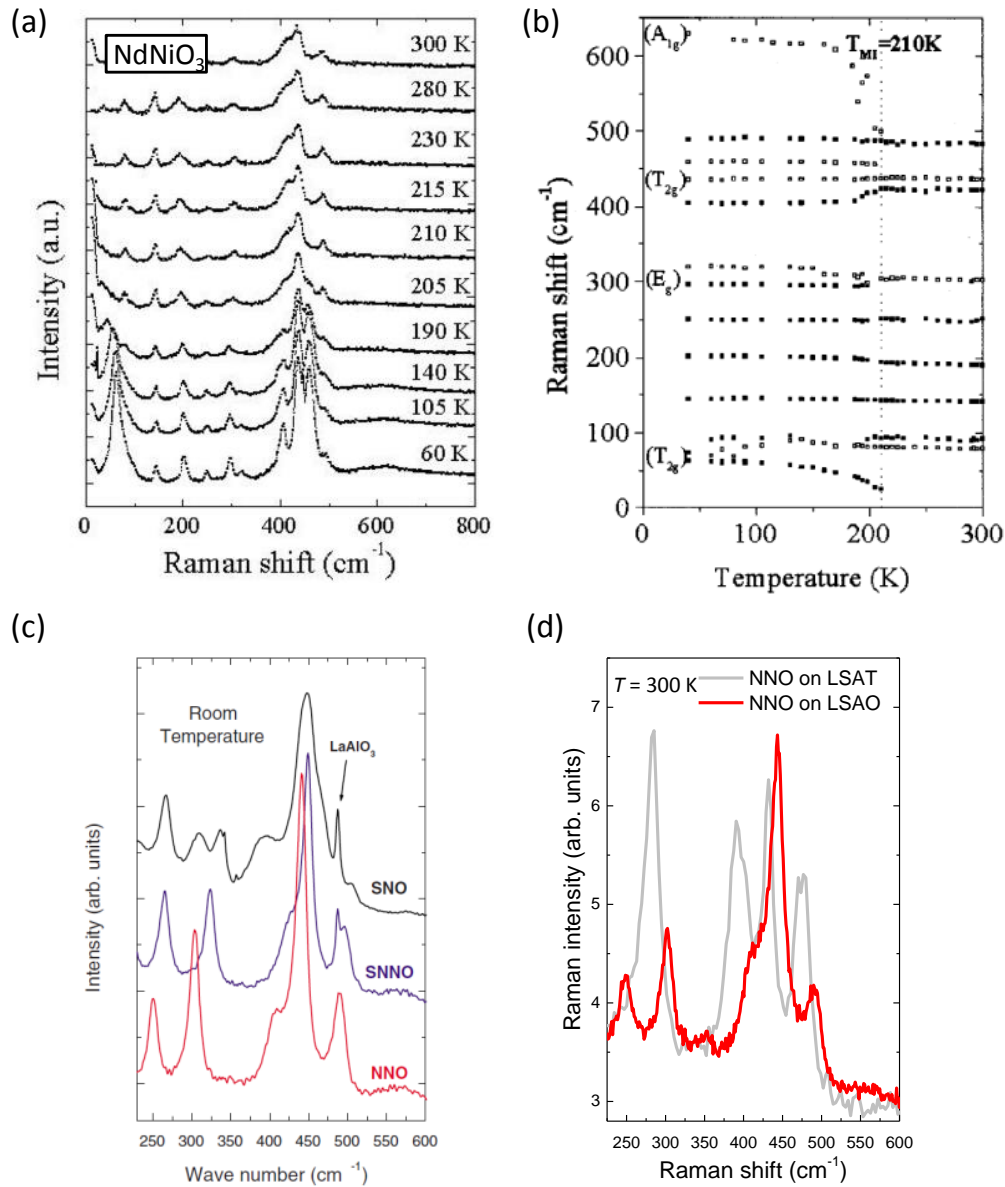 (a)
NdNiO3
300 K
280 K
230 K
215 K
210 K
205 K
190 K
140 K
105 K
60 K
Intensity (a.u.)
0 200 400 600 800
Raman shift (cm-1)
(b)
(A1g)
TMI=210K
(T2g)
(Eg)
(T2g)
600
500
400
300
200
100
0
Raman shift (cm-1)
0 100 200 300
Temperature (K)
(c)
Room
Temperature
LaAlO3
SNO
SNNO
NNO
Intensity (arb. units)
250 300 350 400 450 500 550 600
Wave number (cm-1)
(d)
T = 300 K
NNO on LSAT
NNO on LSAO
7
6
5
4
3
Raman intensity (arb. units)
250 300 350 400 450 500 550 600
Raman shift (cm-1)